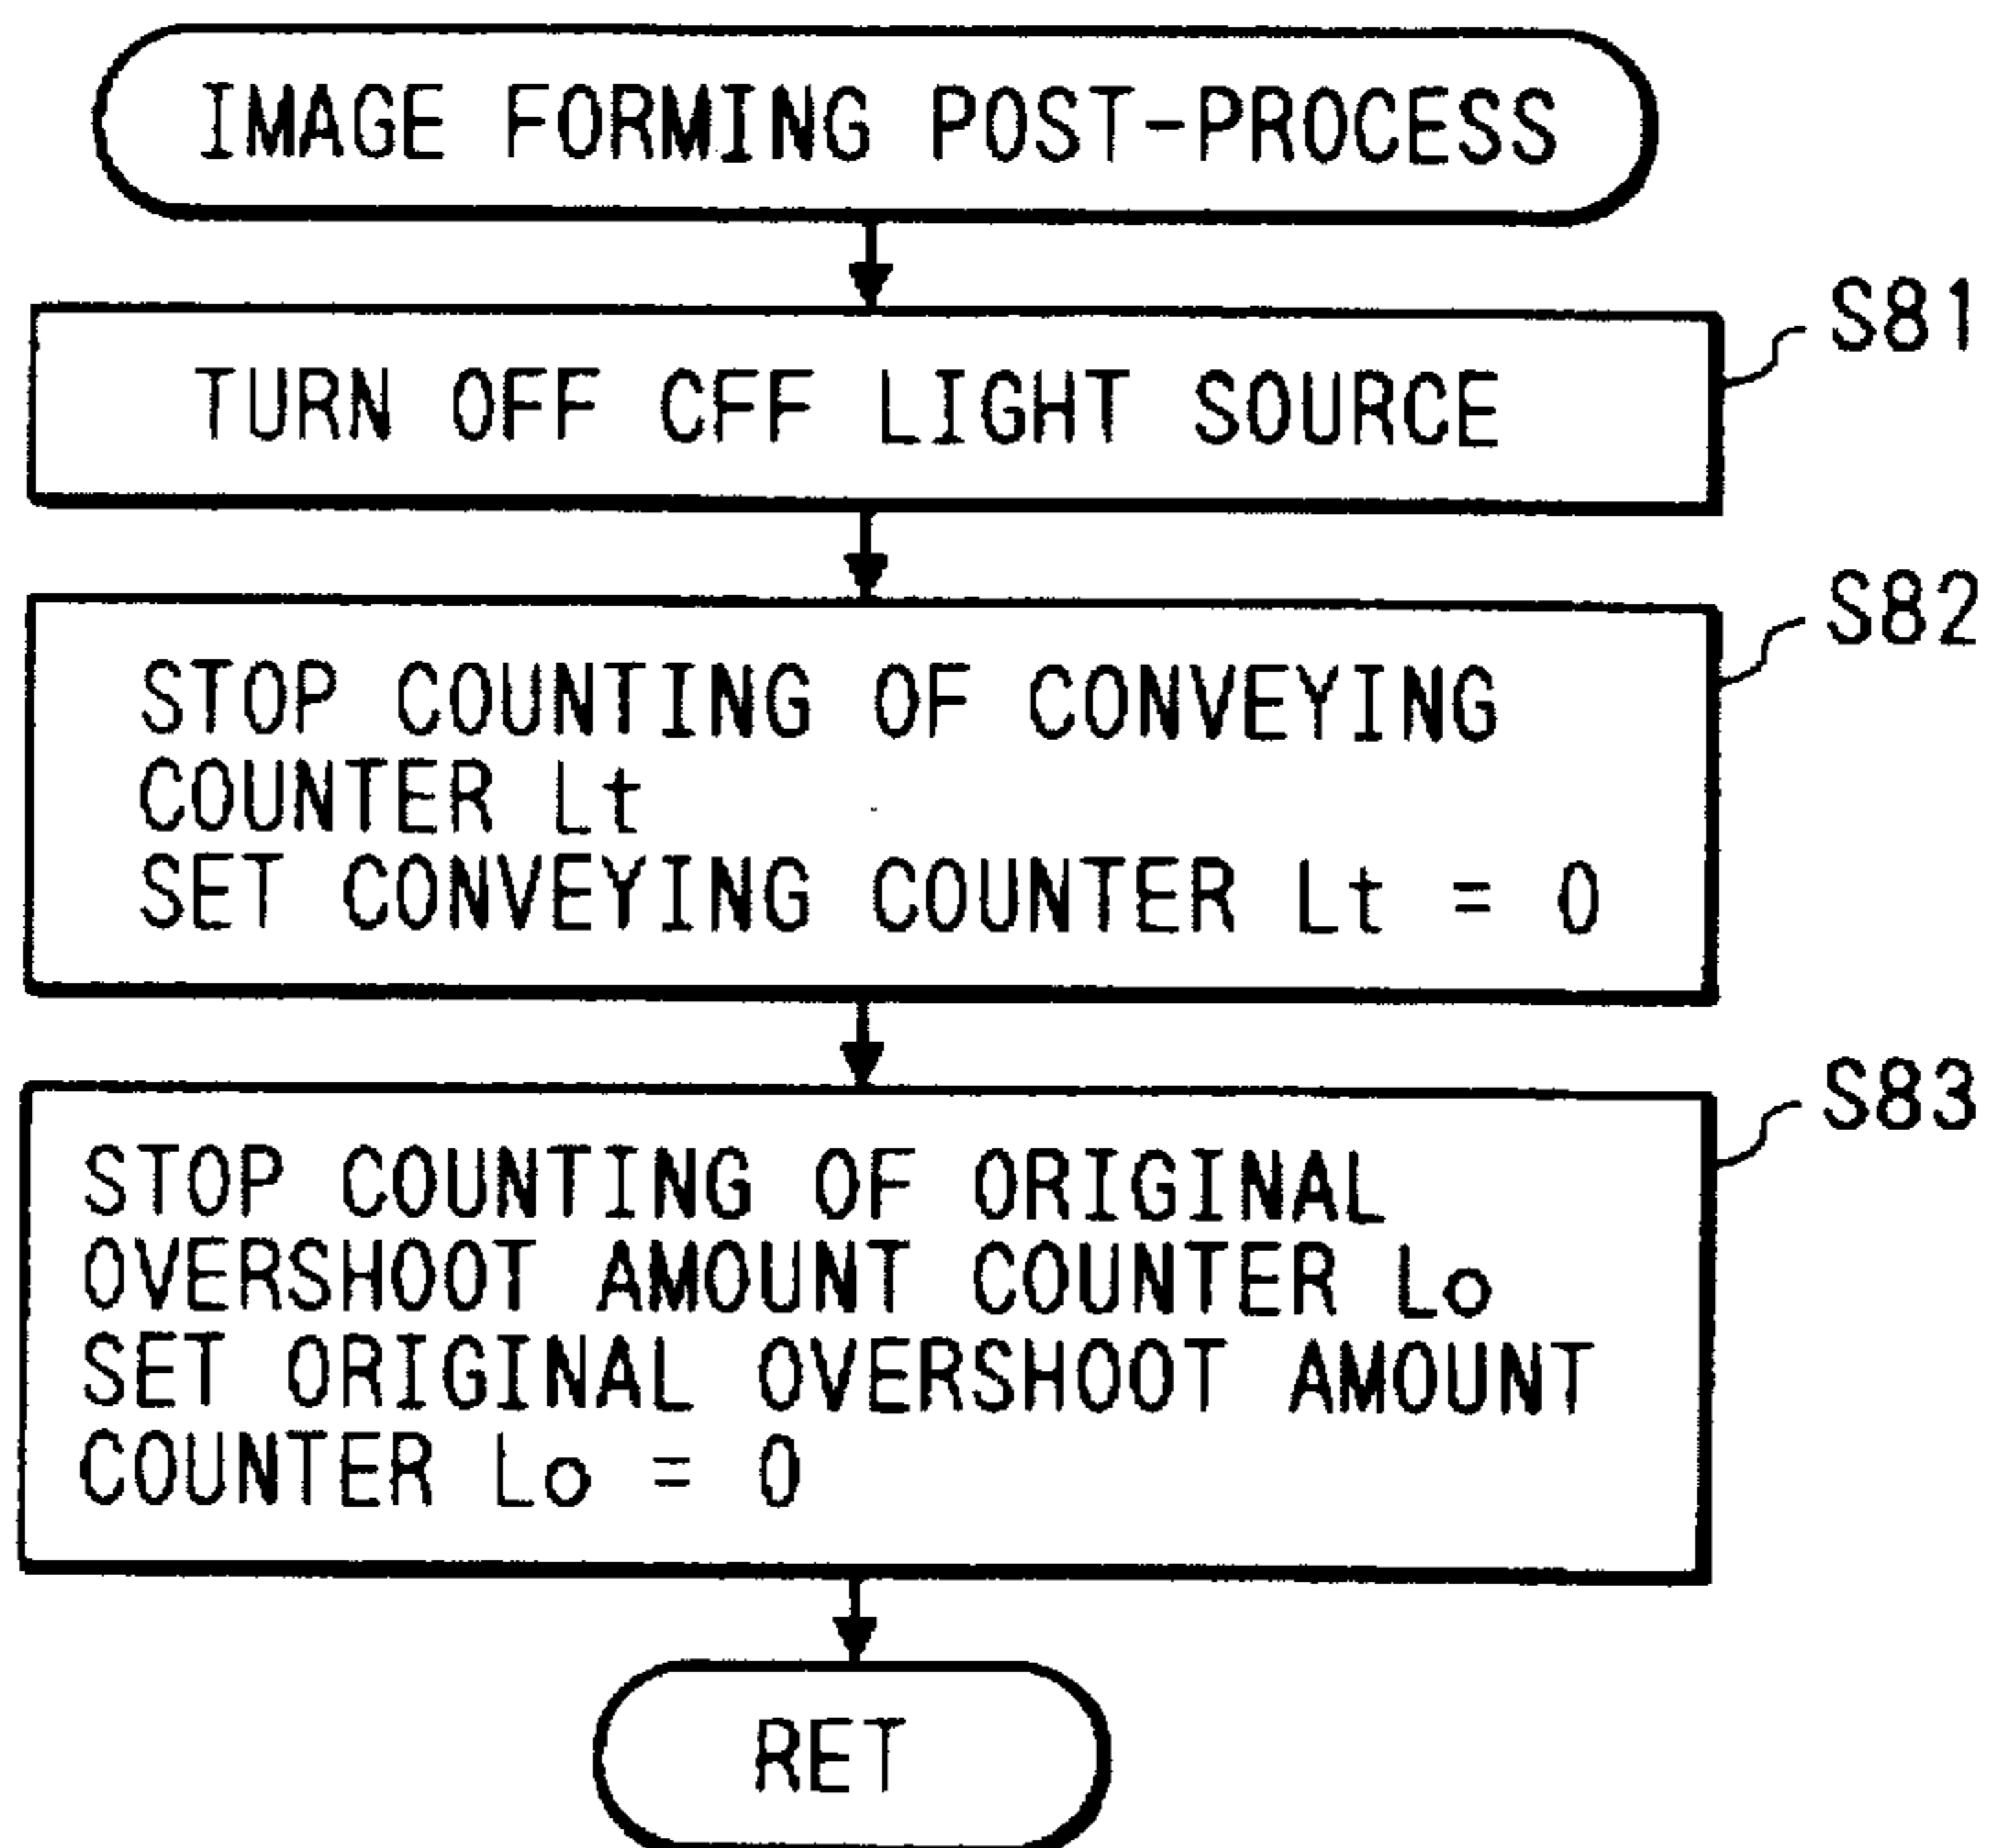 IMAGE FORMING POST-PROCESS
S81
TURN OFF CFF LIGHT SOURCE
S82
STOP COUNTING OF CONVEYING
COUNTER Lt
SET CONVEYING COUNTER Lt = 0
S83
STOP COUNTING OF ORIGINAL
OVERSHOOT AMOUNT COUNTER Lo
SET ORIGINAL OVERSHOOT AMOUNT
COUNTER Lo = 0
RET